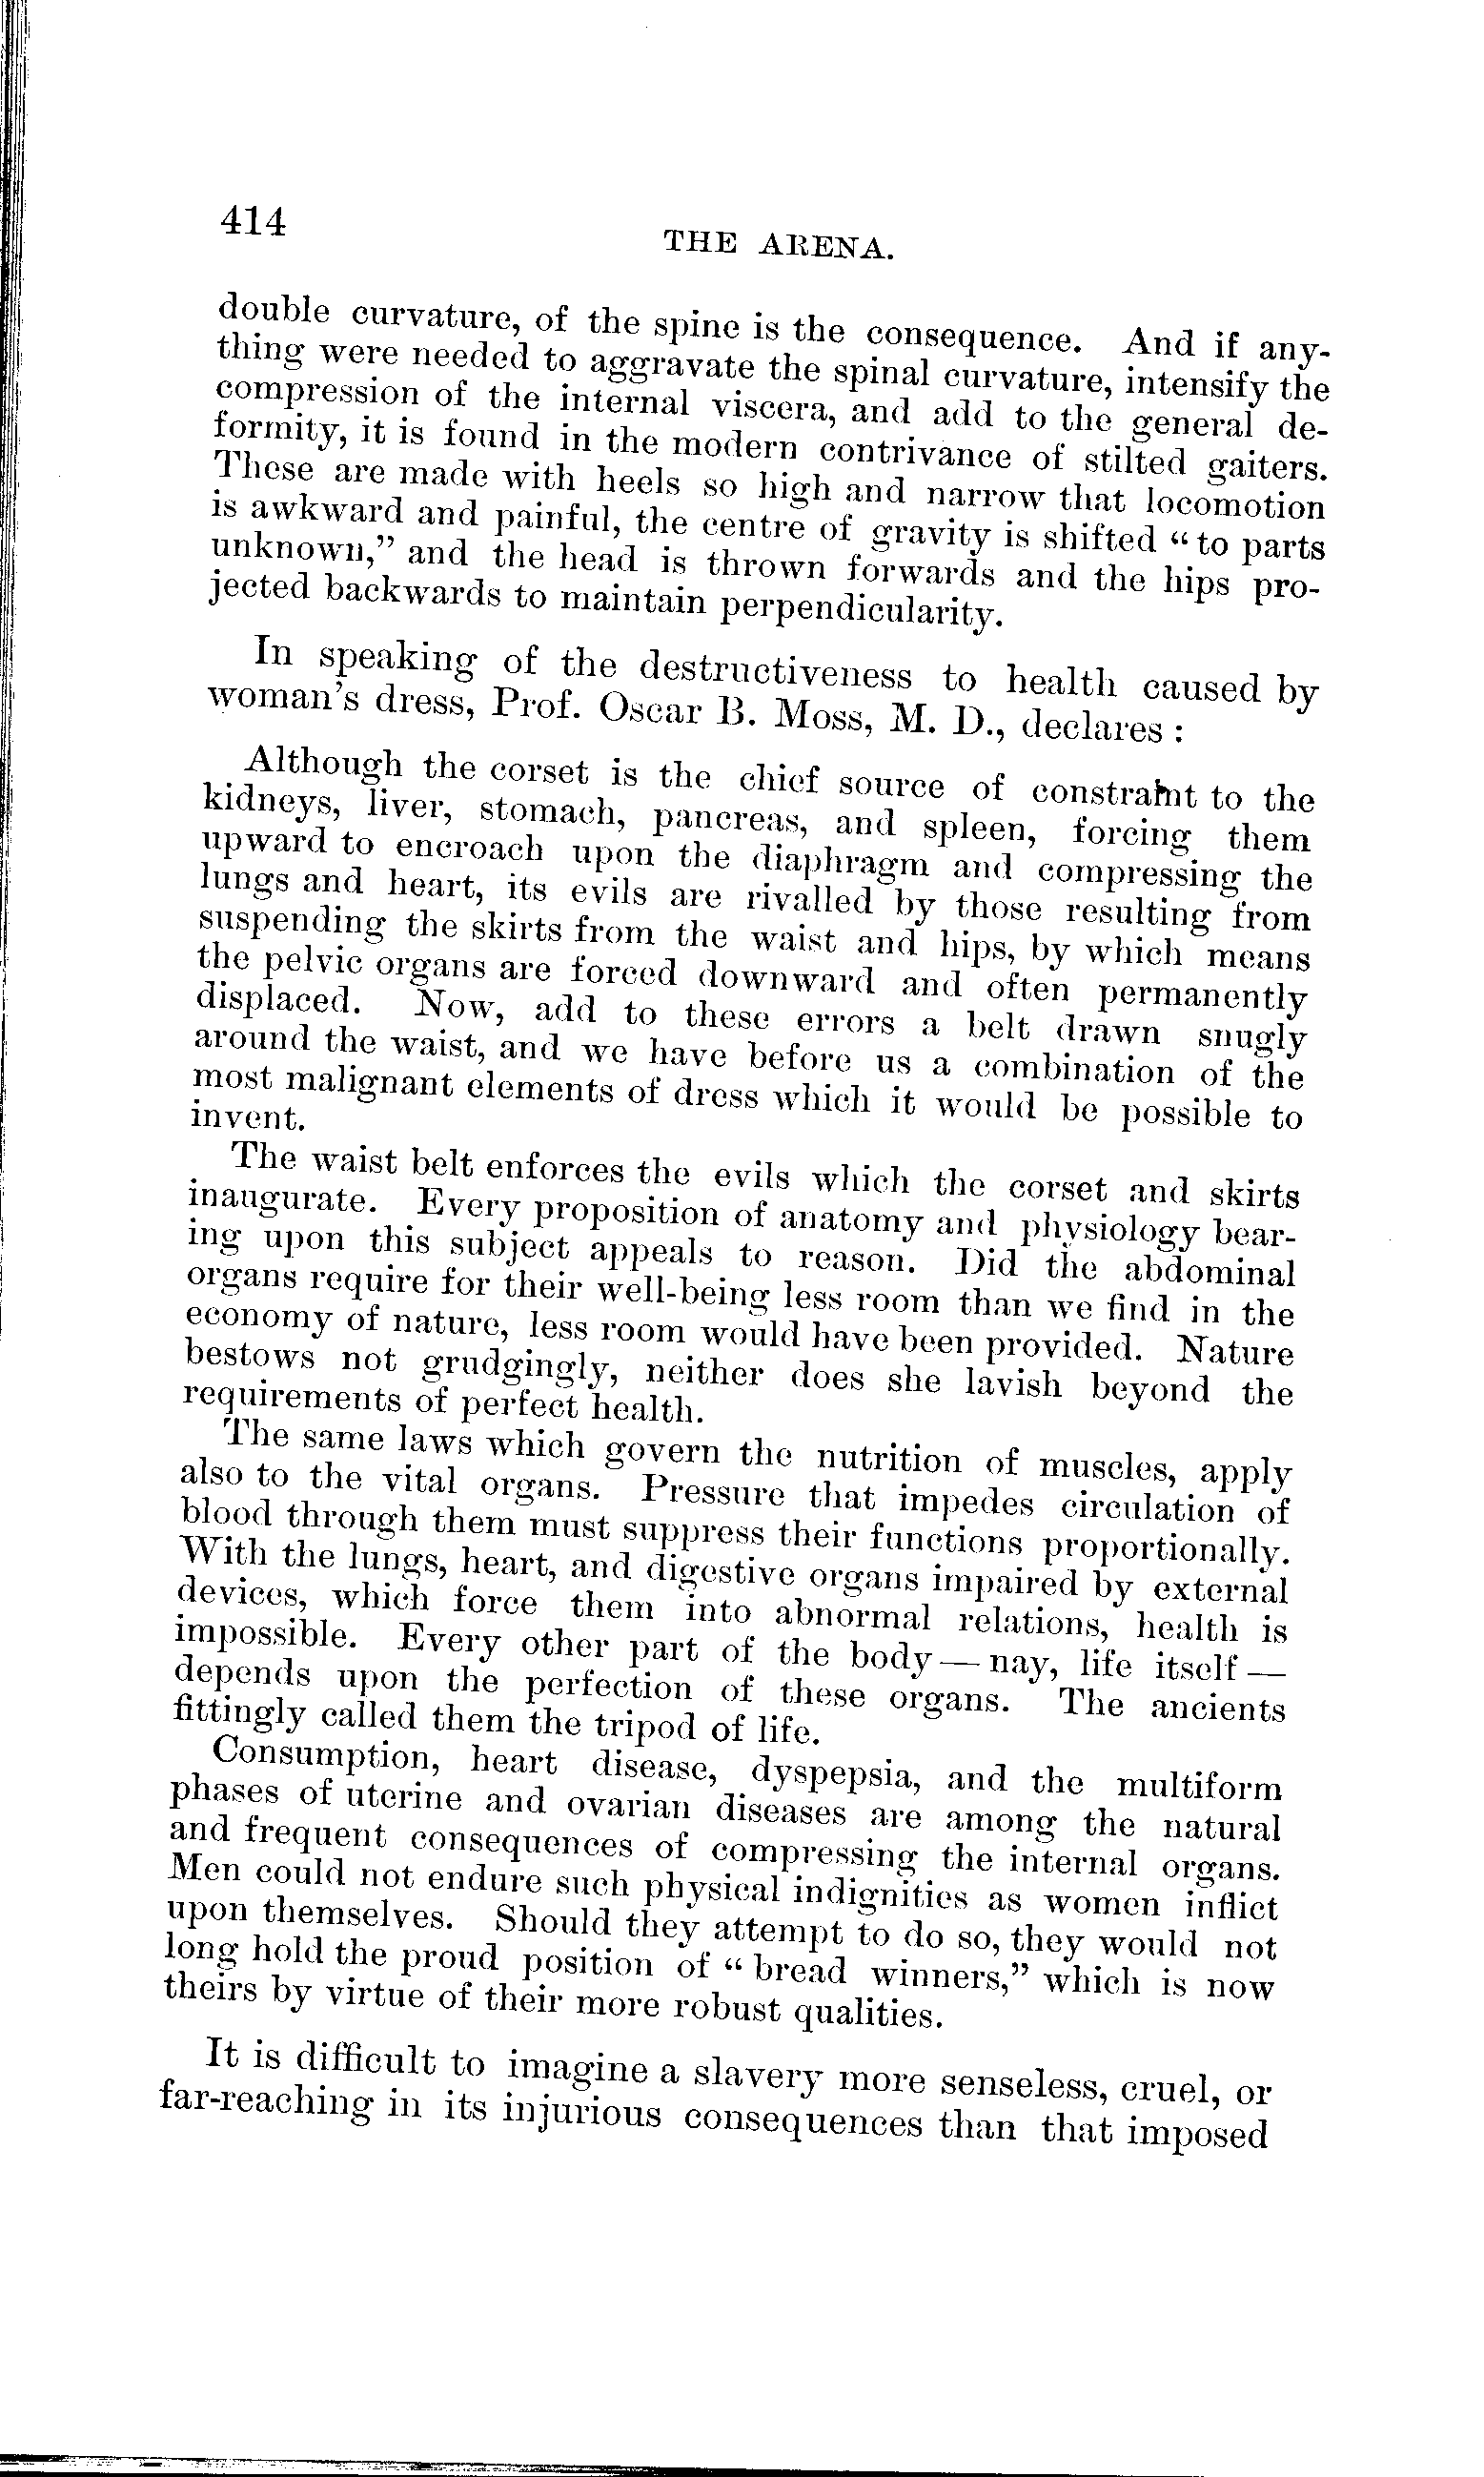 414
THE ARENA.
double curvature, of the spine is the consequence. And if any-
thing were needed to aggravate the spinal curvature, intensify the
compression of the internal viscera, and add to the general de-
formity, it is found in the modern contrivance of stilted gaiters.
These are made with heels so high and narrow that locomotion
is awkward and painful, the centre of gravity is shifted “to parts
unknown,” and the head is thrown forwards and the hips pro-
jected backwards to maintain perpendicularity.
In speaking of the destructiveness to health caused by
woman's dress, Prof. Oscar B. Moss, M. D., declares :
Although the corset is the chief source of constraint to the
kidneys, liver, stomach, pancreas, and spleen, forcing them
upward to encroach upon the diaphragm and compressing the
lungs and heart, its evils are rivalled by those resulting from
suspending the skirts from the waist and hips, by which means
the pelvic organs are forced downward and often permanently
displaced. Now, add to these errors a belt drawn snugly
around the waist, and we have before us a combination of the
most malignant elements of dress which it would be possible to
invent.
The waist belt enforces the evils which the corset and skirts
inaugurate. Every proposition of anatomy and physiology bear-
ing upon this subject appeals to reason. Did the abdominal
organs require for their well-being less room than we find in the
economy of nature, less room would have been provided. Nature
bestows not grudgingly, neither does she lavish beyond the
requirements of perfect health.
The same laws which govern the nutrition of muscles, apply
also to the vital organs. Pressure that impedes circulation of
blood through them must suppress their functions proportionally.
With the lungs, heart, and digestive organs impaired by external
devices, which force them into abnormal relations, health is
impossible. Every other part of the body — nay, life itself —
depends upon the perfection of these organs. The ancients
fittingly called them the tripod of life.
Consumption, heart disease, dyspepsia, and the multiform
phases of uterine and ovarian diseases are among the natural
and frequent consequences of compressing the internal organs.
Men could not endure such physical indignities as women inflict
upon themselves. Should they attempt to do so, they would not
long hold the proud position of “bread winners,” which is now
theirs by virtue of their more robust qualities.
It is difficult to imagine a slavery more senseless, cruel, or
far-reaching in its injurious consequences than that imposed